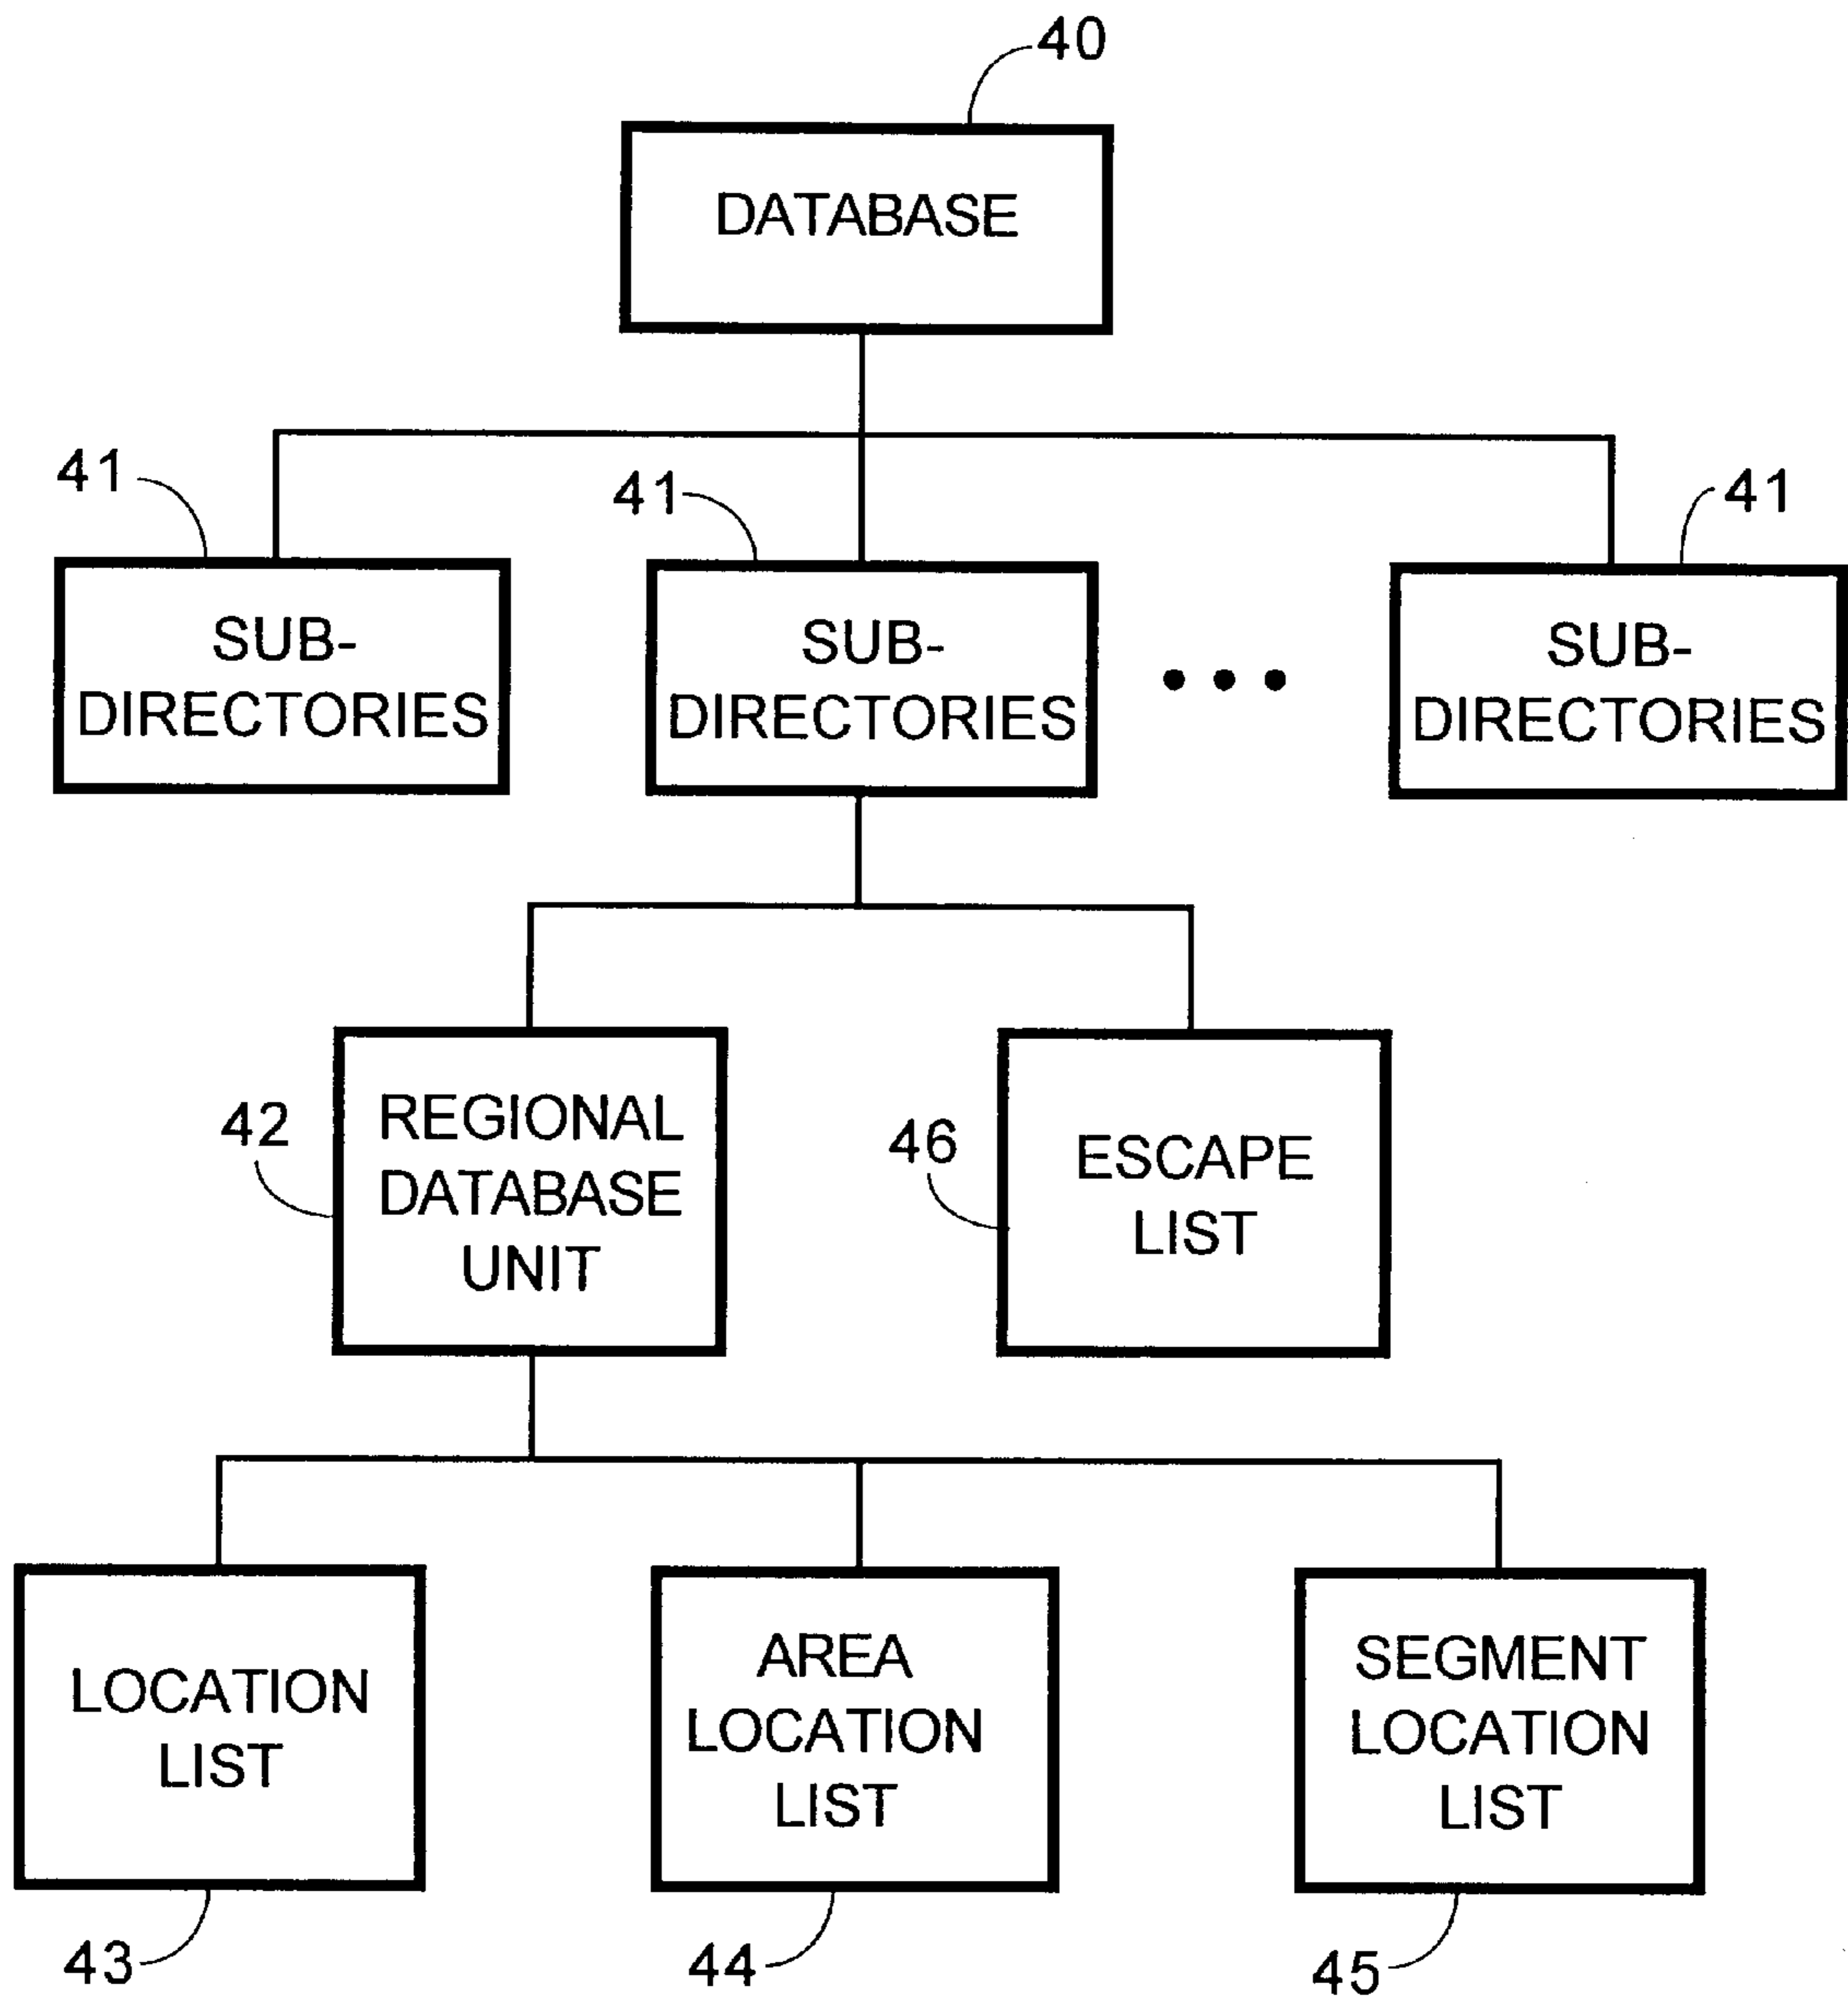 40
DATABASE
41
41
41
SUB-
DIRECTORIES
SUB-
DIRECTORIES
SUB-
DIRECTORIES
42
REGIONAL
DATABASE
UNIT
46
ESCAPE
LIST
LOCATION
LIST
AREA
LOCATION
LIST
SEGMENT
LOCATION
LIST
43
44
45